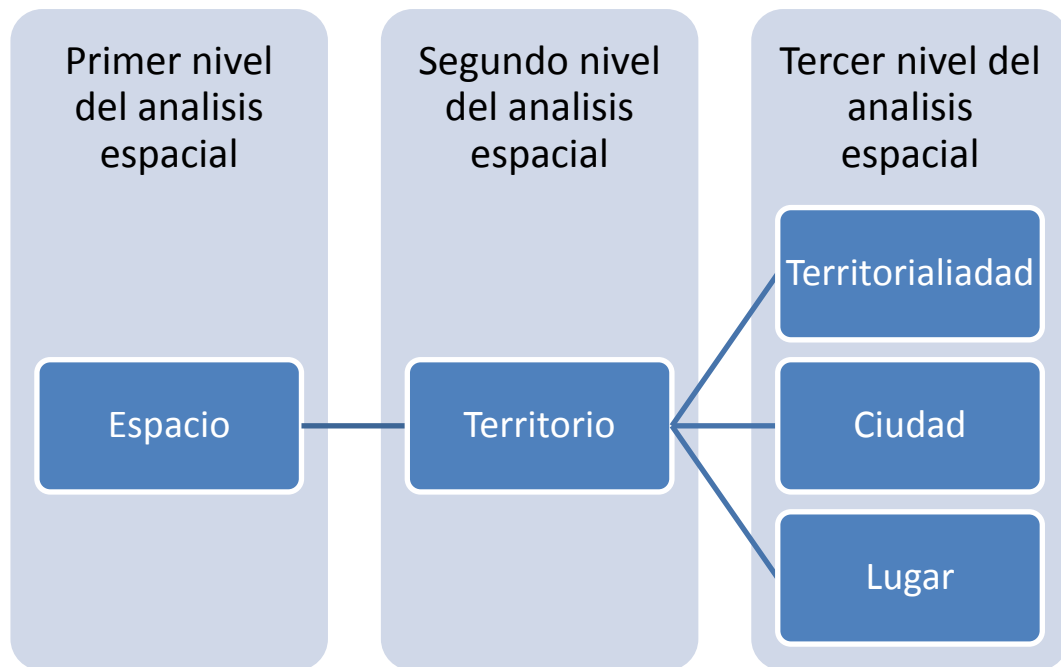 Primer nivel
del analisis
espacial
Espacio
Segundo nivel
del analisis
espacial
Territorio
Tercer nivel del
analisis
espacial
Territorialiadad
Ciudad
Lugar